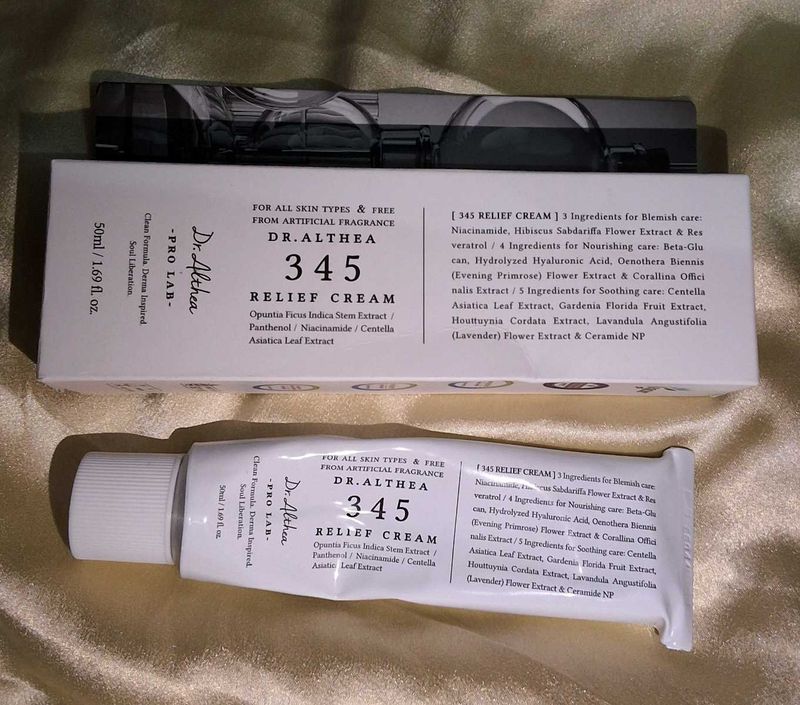 Dr.Althea
-PRO LAB-
Clean Formula. Derma Inspired.
Soul Liberation.
50ml / 1.69 fl. oz.
FOR ALL SKIN TYPES & FREE
FROM ARTIFICIAL FRAGRANCE
DR.ALTHEA
345
RELIEF CREAM
Opuntia Ficus Indica Stem Extract /
Panthenol / Niacinamide / Centella
Asiatica Leaf Extract
[ 345 RELIEF CREAM ] 3 Ingredients for Blemish care:
Niacinamide, Hibiscus Sabdariffa Flower Extract & Res
veratrol / 4 Ingredients for Nourishing care: Beta-Glu
can, Hydrolyzed Hyaluronic Acid, Oenothera Biennis
(Evening Primrose) Flower Extract & Corallina Offici
nalis Extract / 5 Ingredients for Soothing care: Centella
Asiatica Leaf Extract, Gardenia Florida Fruit Extract,
Houttuynia Cordata Extract, Lavandula Angustifolia
(Lavender) Flower Extract & Ceramide NP
Dr.Althea
-PRO LAB-
Clean Formula. Derma Inspired.
Soul Liberation.
50ml / 1.69 fl. oz.
FOR ALL SKIN TYPES & FREE
FROM ARTIFICIAL FRAGRANCE
DR.ALTHEA
345
RELIEF CREAM
Opuntia Ficus Indica Stem Extract /
Panthenol / Niacinamide / Centella
Asiatica Leaf Extract
[ 345 RELIEF CREAM ] 3 Ingredients for Blemish care:
Niacinamide, Hibiscus Sabdariffa Flower Extract & Res
veratrol / 4 Ingredients for Nourishing care: Beta-Glu
can, Hydrolyzed Hyaluronic Acid, Oenothera Biennis
(Evening Primrose) Flower Extract & Corallina Offici
nalis Extract / 5 Ingredients for Soothing care: Centella
Asiatica Leaf Extract, Gardenia Florida Fruit Extract,
Houttuynia Cordata Extract, Lavandula Angustifolia
(Lavender) Flower Extract & Ceramide NP